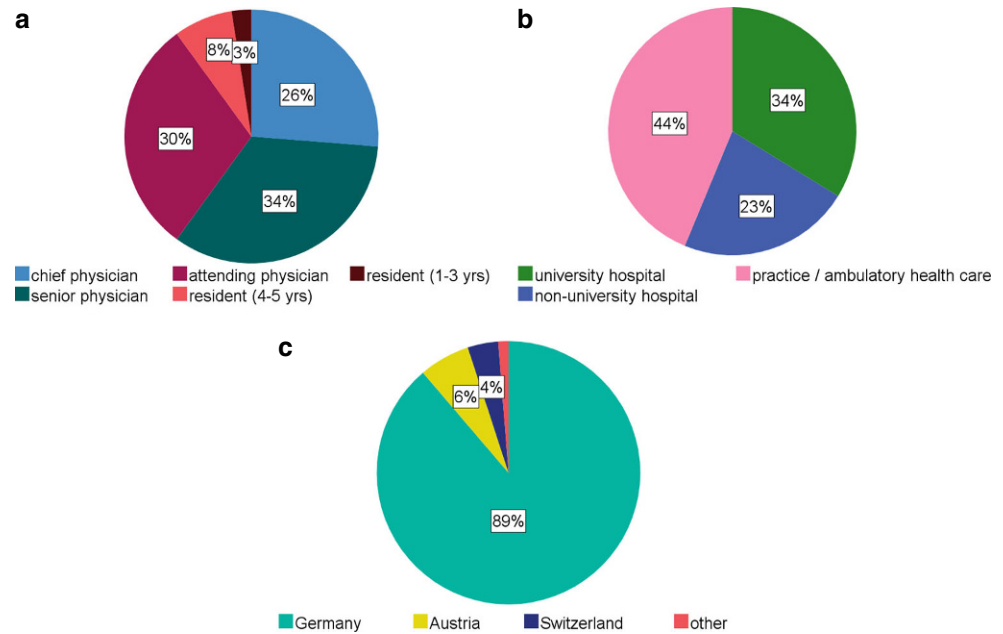 a
8%
3%
26%
30%
34%
chief physician
attending physician
resident (1-3 yrs)
senior physician
resident (4-5 yrs)
b
44%
34%
23%
university hospital
practice / ambulatory health care
non-university hospital
c
6%
4%
89%
Germany
Austria
Switzerland
other